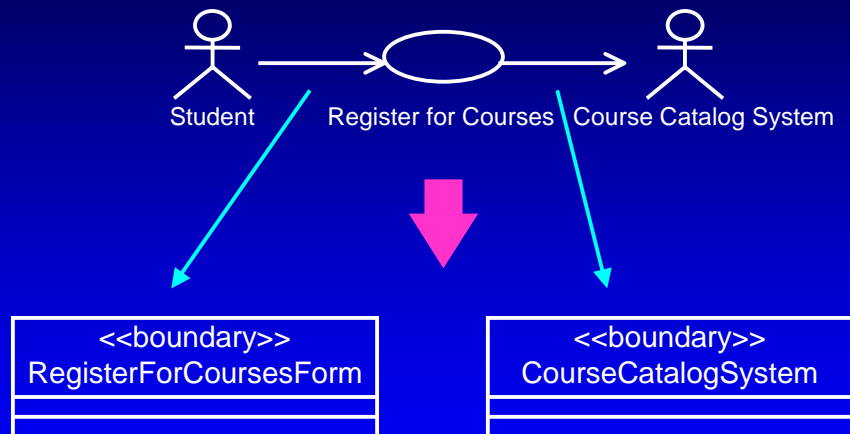 Student
Register for Courses
Course Catalog System
<<boundary>>
RegisterForCoursesForm
<<boundary>>
CourseCatalogSystem